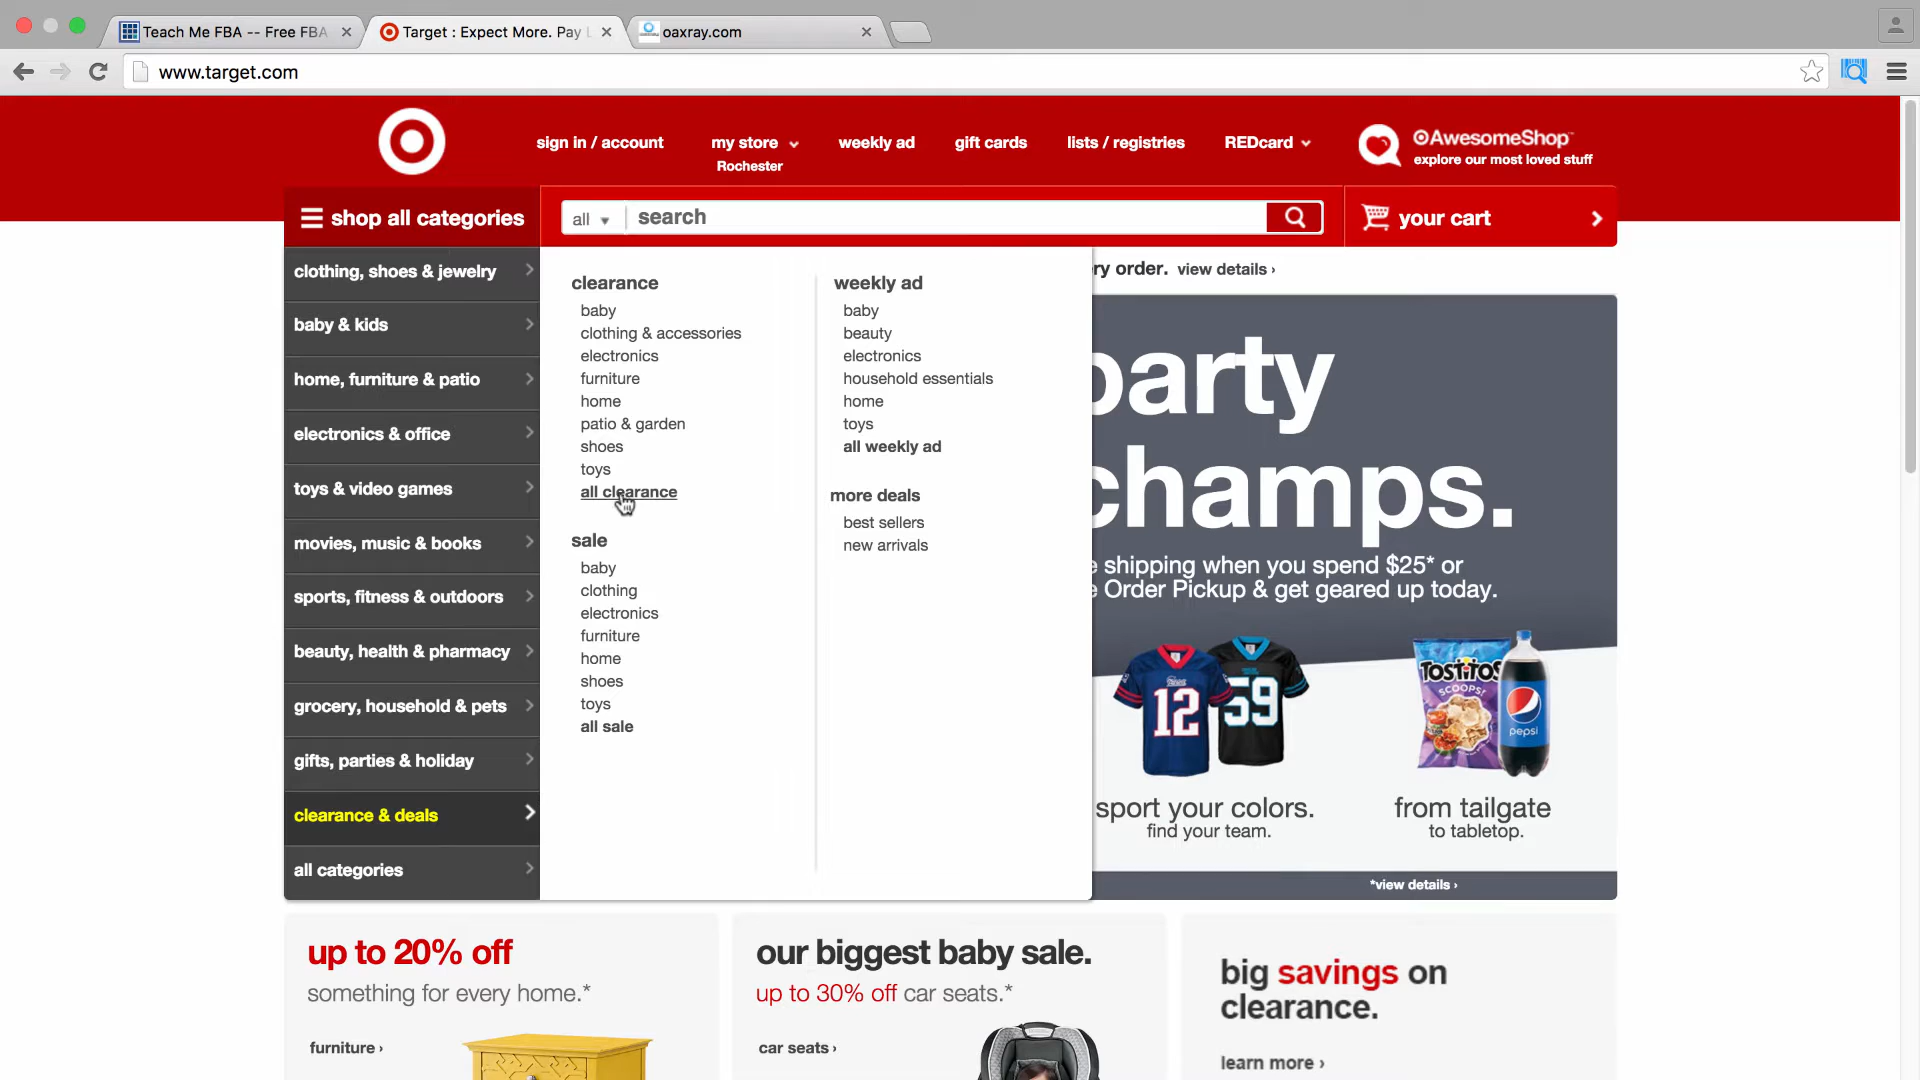 Teach Me FBA -- Free FBA
Target : Expect More. Pay L
oaxray.com
www.target.com
sign in / account
my store
Rochester
weekly ad
gift cards
lists / registries
REDcard
AwesomeShop
explore our most loved stuff
shop all categories
all
search
your cart
clothing, shoes & jewelry
baby & kids
home, furniture & patio
electronics & office
toys & video games
movies, music & books
sports, fitness & outdoors
beauty, health & pharmacy
grocery, household & pets
gifts, parties & holiday
clearance & deals
all categories
clearance
baby
clothing & accessories
electronics
furniture
home
patio & garden
shoes
toys
all clearance
sale
baby
clothing
electronics
furniture
home
shoes
toys
all sale
weekly ad
baby
beauty
electronics
household essentials
home
toys
all weekly ad
more deals
best sellers
new arrivals
ry order. view details ›
party
champs.
e shipping when you spend $25* or
e Order Pickup & get geared up today.
12
59
TOSTITOS
SCOOPS!
pepsi
sport your colors.
find your team.
from tailgate
to tabletop.
*view details ›
up to 20% off
something for every home.*
furniture ›
our biggest baby sale.
up to 30% off car seats.*
car seats ›
big savings on
clearance.
learn more ›